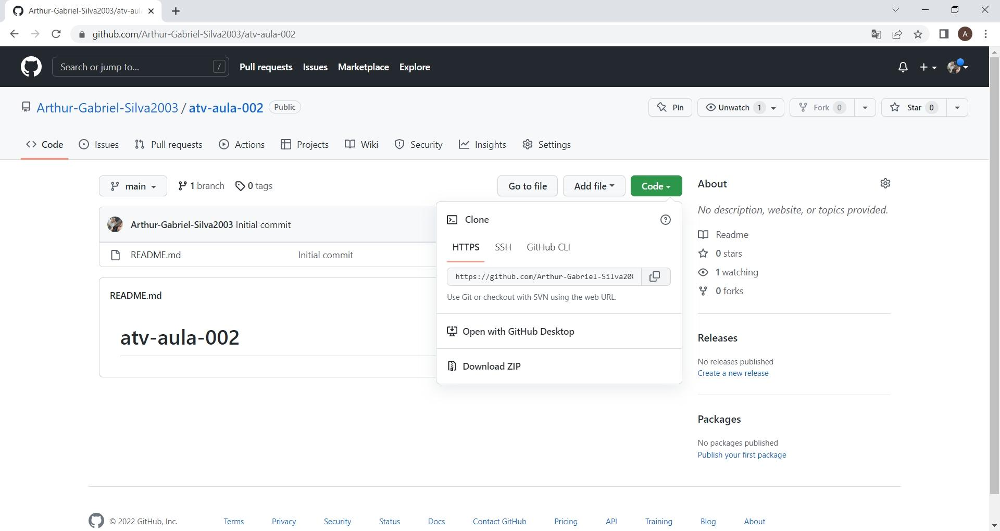 Arthur-Gabriel-Silva2003/atv-aul
github.com/Arthur-Gabriel-Silva2003/atv-aula-002
A
Search or jump to...
/
Pull requests
Issues
Marketplace
Explore
Arthur-Gabriel-Silva2003 / atv-aula-002
Public
Pin
Unwatch 1
Fork 0
Star 0
Code
Issues
Pull requests
Actions
Projects
Wiki
Security
Insights
Settings
main
1 branch
0 tags
Go to file
Add file
Code
Arthur-Gabriel-Silva2003 Initial commit
README.md
Initial commit
README.md
atv-aula-002
Clone
HTTPS
SSH
GitHub CLI
https://github.com/Arthur-Gabriel-Silva20
Use Git or checkout with SVN using the web URL.
Open with GitHub Desktop
Download ZIP
About
No description, website, or topics provided.
Readme
0 stars
1 watching
0 forks
Releases
No releases published
Create a new release
Packages
No packages published
Publish your first package
© 2022 GitHub, Inc.
Terms
Privacy
Security
Status
Docs
Contact GitHub
Pricing
API
Training
Blog
About